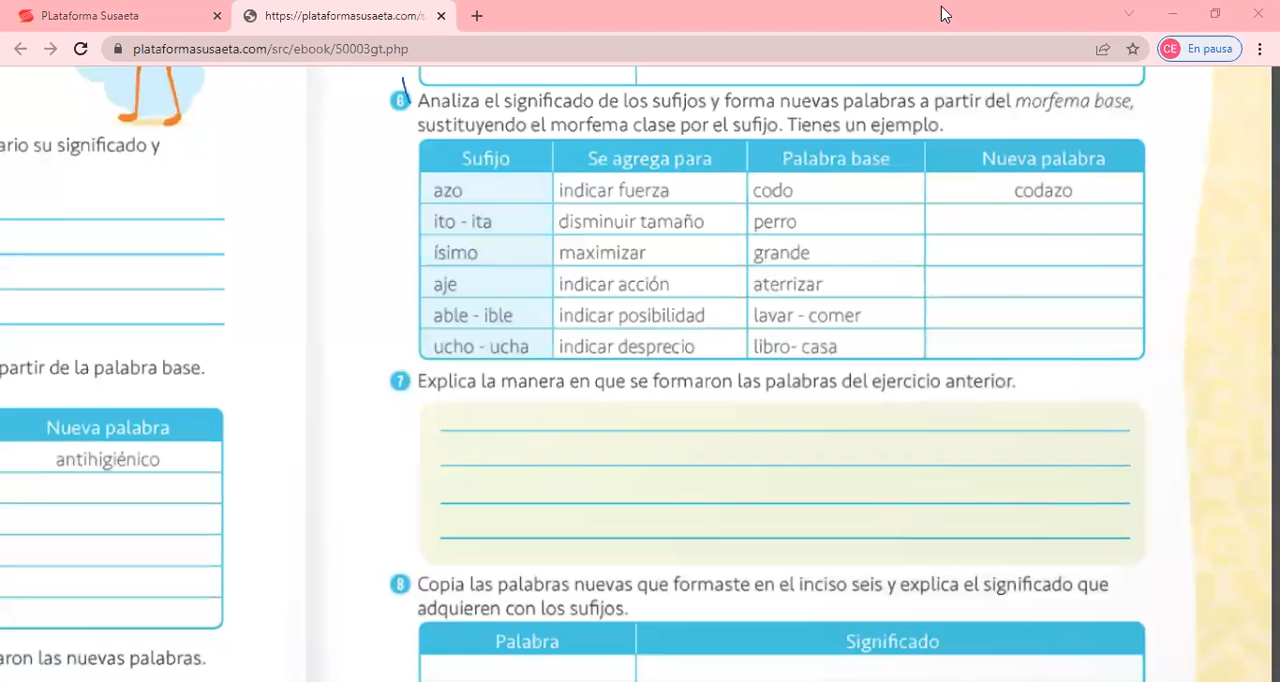 PLataforma Susaeta
https://plataformasusaeta.com/s
plataformasusaeta.com/src/ebook/50003gt.php
CE En pausa
ario su significado y
partir de la palabra base.
Nueva palabra
antihigiénico
aron las nuevas palabras.
6 Analiza el significado de los sufijos y forma nuevas palabras a partir del morfema base,
sustituyendo el morfema clase por el sufijo. Tienes un ejemplo.
Sufijo Se agrega para Palabra base Nueva palabra
azo indicar fuerza codo codazo
ito - ita disminuir tamaño perro
ísimo maximizar grande
aje indicar acción aterrizar
able - ible indicar posibilidad lavar - comer
ucho - ucha indicar desprecio libro- casa
7 Explica la manera en que se formaron las palabras del ejercicio anterior.
8 Copia las palabras nuevas que formaste en el inciso seis y explica el significado que
adquieren con los sufijos.
Palabra Significado